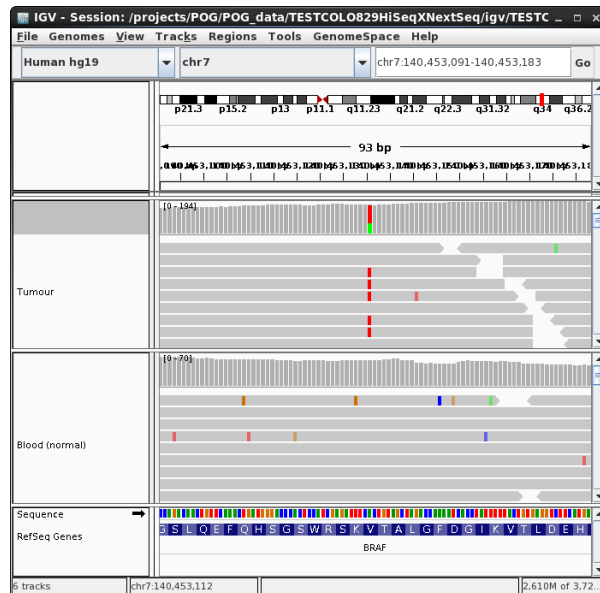 IGV - Session: /projects/POG/POG_data/TESTCOLO829HiSeqXNextSeq/igv/TESTC
File Genomes View Tracks Regions Tools GenomeSpace Help
Human hg19 chr7 chr7:140,453,091-140,453,183 Go
p21.3 p15.2 p13 p11.1 q11.23 q21.2 q22.3 q31.32 q34 q36.2
93 bp
[0 - 194]
Tumour
[0 - 70]
Blood (normal)
Sequence
G S L Q E F Q H S G S W R S K V T A L G F D G I K V T L D E H
RefSeq Genes
BRAF
6 tracks chr7:140,453,112 2,610M of 3,72...